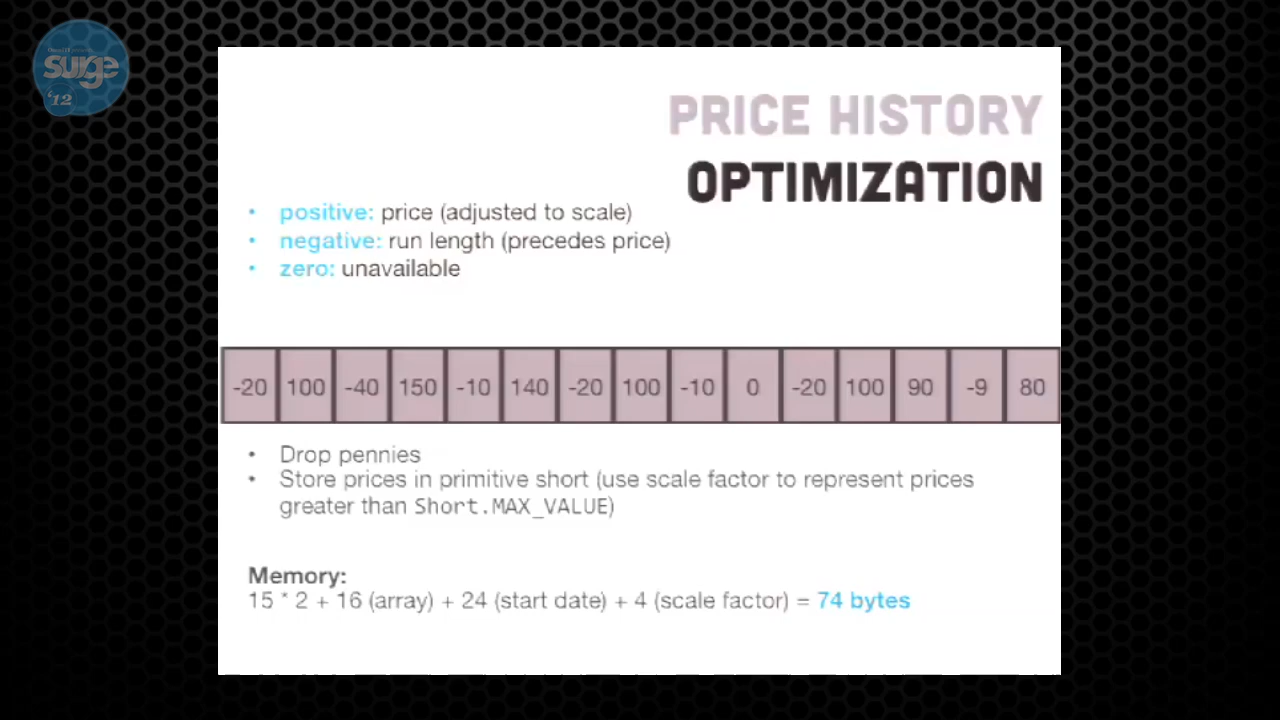 surge
'12
PRICE HISTORY
OPTIMIZATION
• positive: price (adjusted to scale)
• negative: run length (precedes price)
• zero: unavailable
-20 100 -40 150 -10 140 -20 100 -10 0 -20 100 90 -9 80
• Drop pennies
• Store prices in primitive short (use scale factor to represent prices
greater than Short.MAX_VALUE)
Memory:
15 * 2 + 16 (array) + 24 (start date) + 4 (scale factor) = 74 bytes